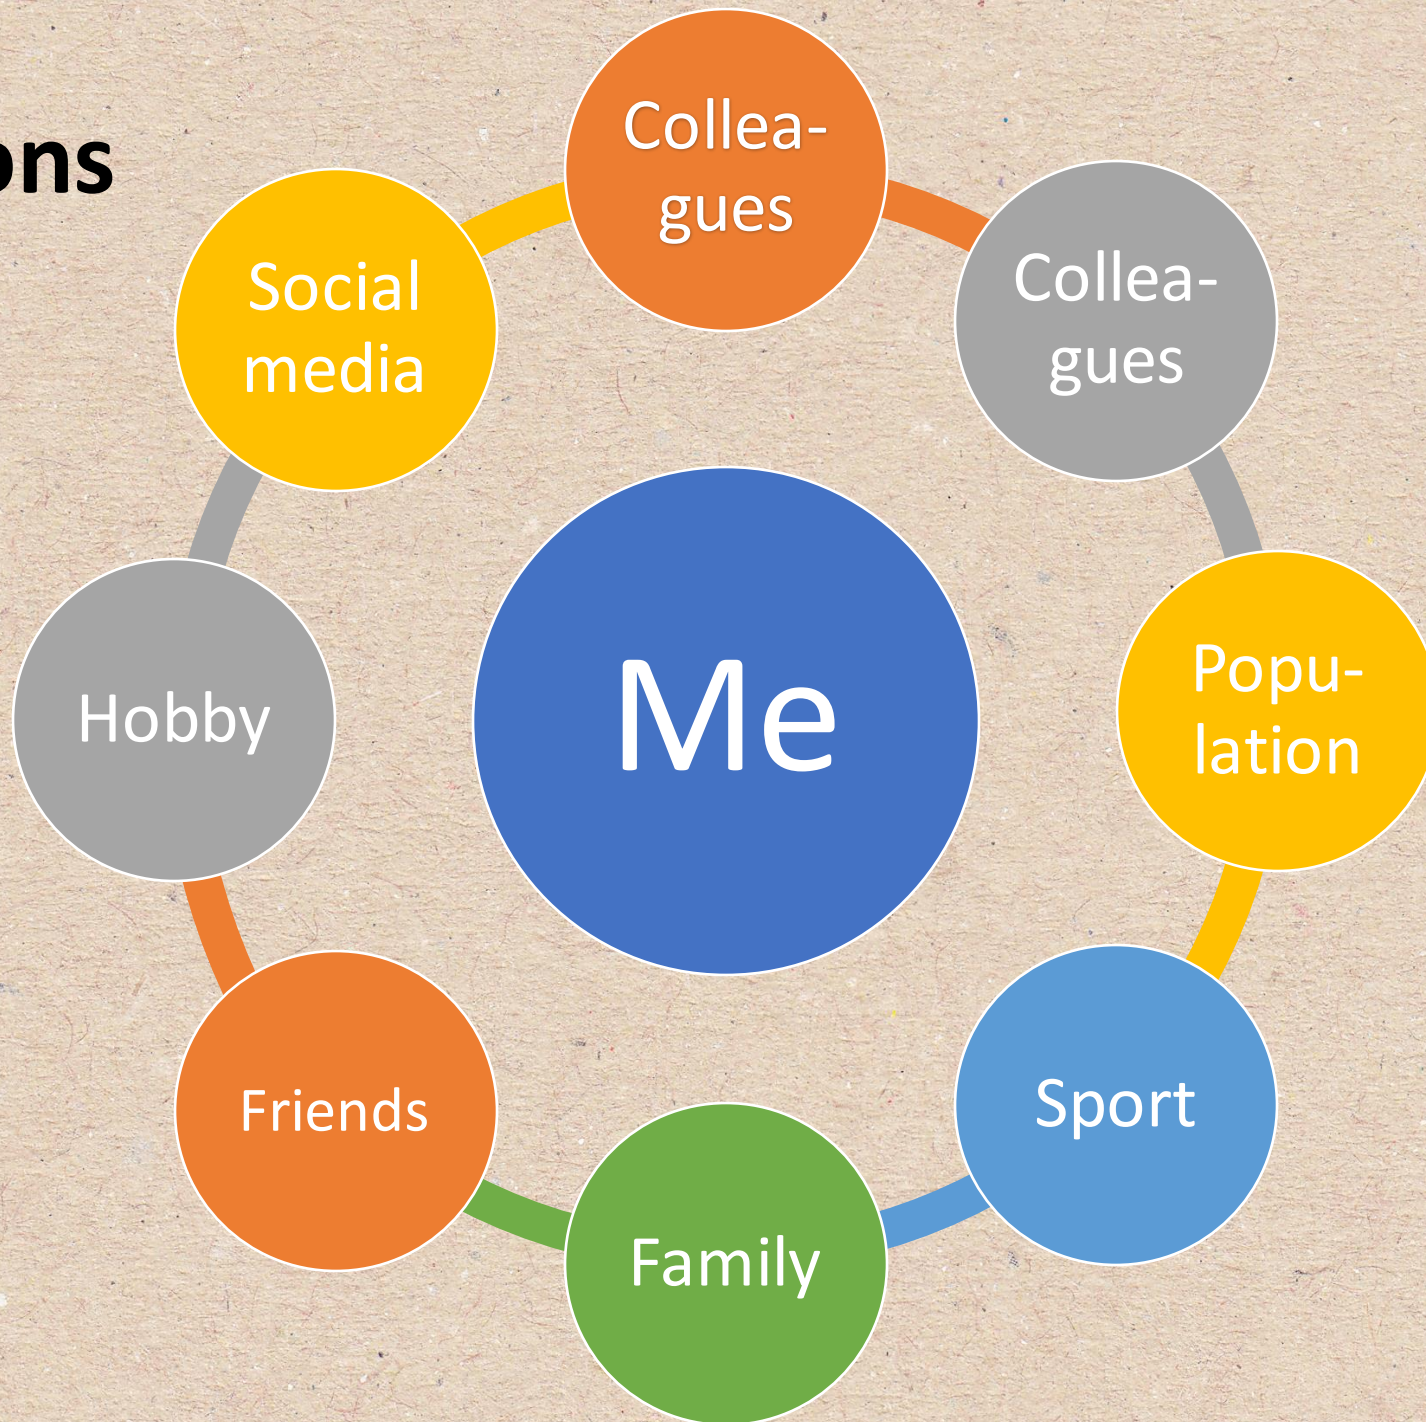 ons
Collea-
gues
Collea-
gues
Social
media
Popu-
lation
Hobby
Me
Sport
Friends
Family